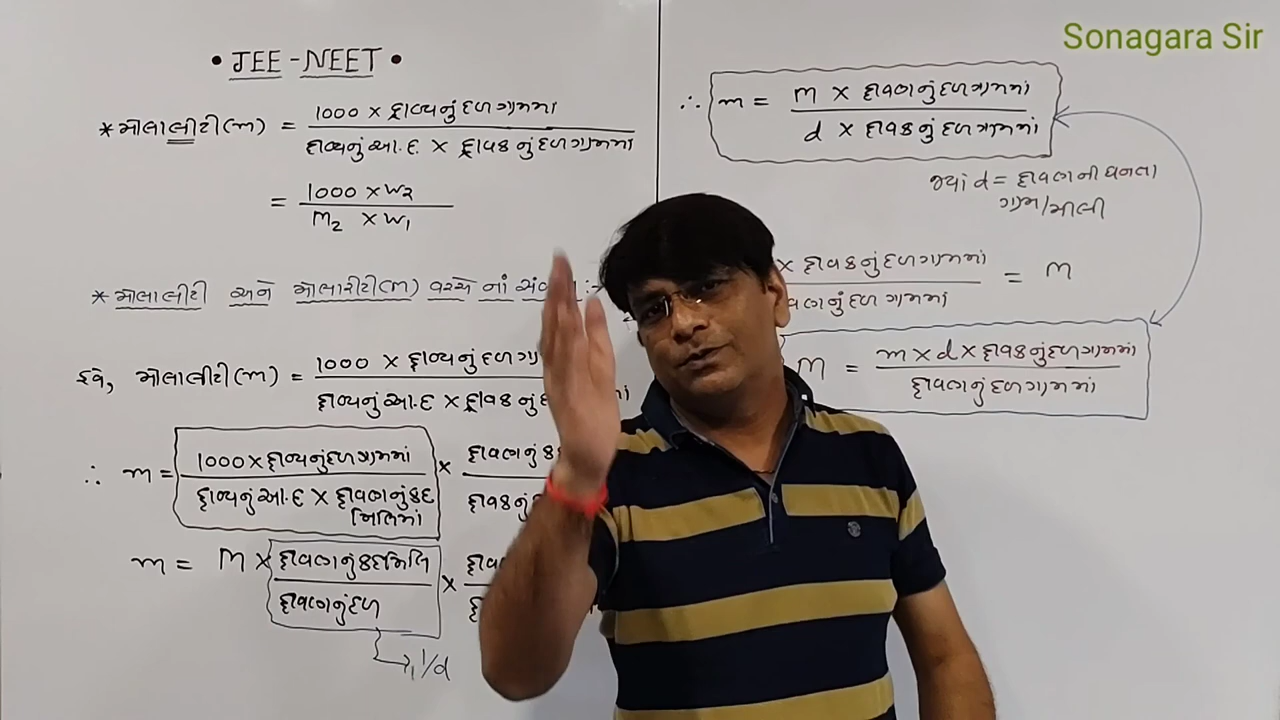 Sonagara Sir
• JEE - NEET •
* મોલાલીટી (m) = 1000 × દ્રાવ્યનું દળ ગ્રામમાં
દ્રાવ્યનું આ.દ. × દ્રાવકનું દળ ગ્રામમાં
= 1000 × W2
M2 × W1
* મોલાલીટી અને મોલારીટી (M) વચ્ચે નાં :-
હવે, મોલાલીટી (m) = 1000 × દ્રાવ્યનું દળ
દ્રાવ્યનું આ.દ × દ્રાવકનું
∴ m = 1000 × દ્રાવ્યનું દળ ગ્રામમાં ×
દ્રાવ્યનું આ.દ × દ્રાવણનું કદ
મિલિમાં
m = M × દ્રાવણનું કદ મિલિ ×
દ્રાવણનું દળ
→ 1/d
∴ m = M × દ્રાવણનું દળ ગ્રામમાં
d × દ્રાવકનું દળ ગ્રામમાં
જ્યાં d = દ્રાવણની ઘનતા
ગ્રામ/મીલી
× દ્રાવકનું દળ ગ્રામમાં = M
દળ ગ્રામમાં
M = m × d × દ્રાવકનું દળ ગ્રામમાં
દ્રાવણનું દળ ગ્રામમાં